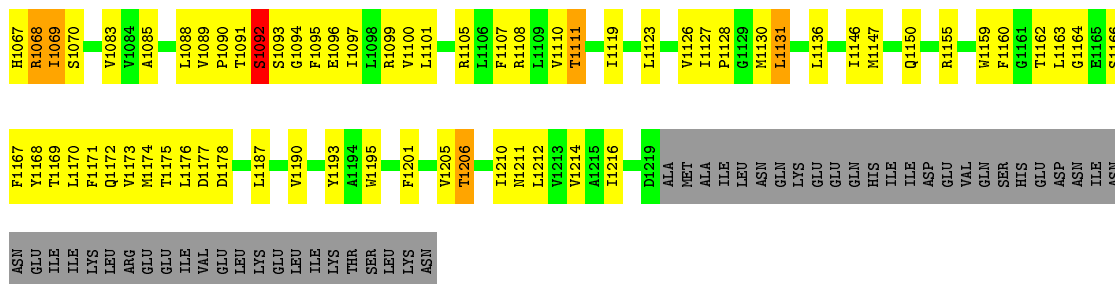 H1067 R1068 I1069 S1070 V1083 V1084 A1085 L1088 V1089 P1090 T1091 S1092 S1093 G1094 F1095 E1096 I1097 L1098 R1099 V1100 L1101 R1105 L1106 F1107 R1108 L1109 V1110 T1111 I1119 L1123 V1126 I1127 P1128 G1129 M1130 L1131 L1136 I1146 M1147 Q1150 R1155 W1159 F1160 G1161 T1162 L1163 G1164 E1165 S1166
F1167 Y1168 T1169 L1170 F1171 Q1172 V1173 M1174 T1175 L1176 D1177 D1178 L1187 V1190 Y1193 A1194 W1195 F1201 V1205 T1206 I1210 N1211 L1212 V1213 V1214 A1215 I1216 D1219 ALA MET ALA ILE LEU ASN GLN LYS GLU GLU GLN HIS ILE ILE ASP GLU VAL GLN SER HIS GLU ASP ASN ILE ASN
ASN GLU ILE ILE LYS LEU ARG GLU GLU ILE VAL GLU LEU LYS GLU LEU ILE LYS THR SER LEU LYS ASN